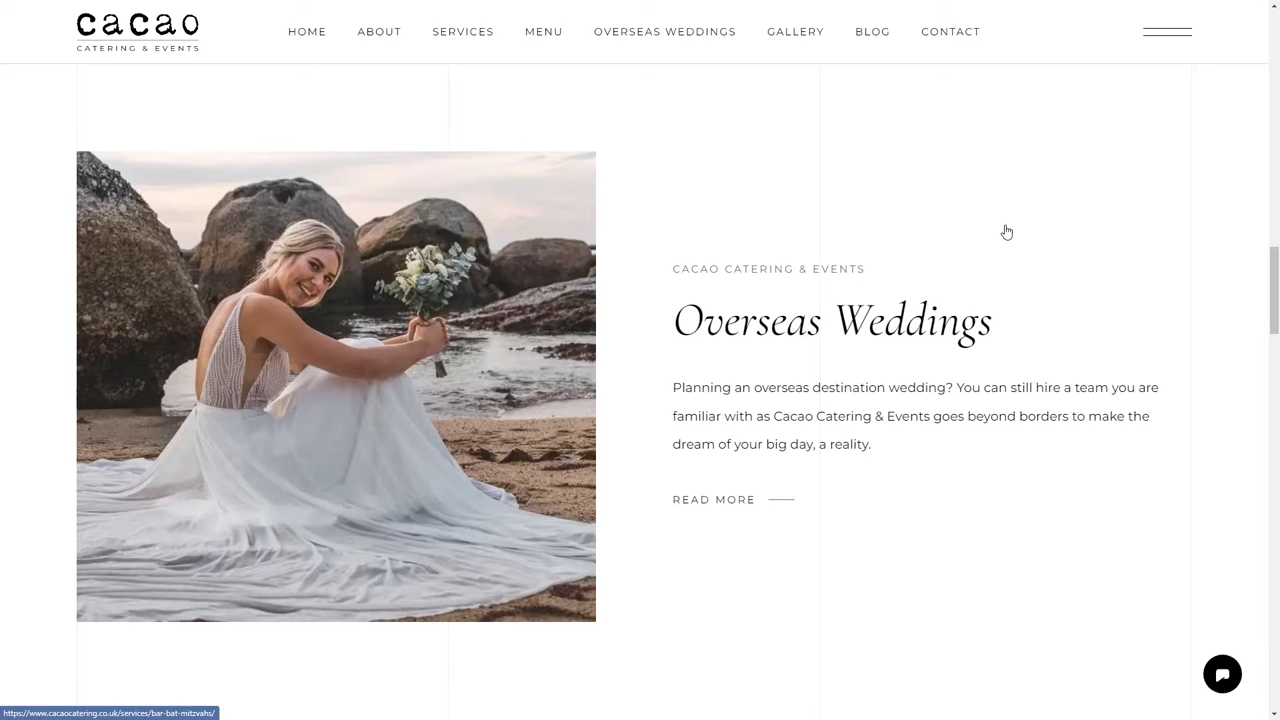 cacao
CATERING & EVENTS
HOME ABOUT SERVICES MENU OVERSEAS WEDDINGS GALLERY BLOG CONTACT
CACAO CATERING & EVENTS
Overseas Weddings
Planning an overseas destination wedding? You can still hire a team you are
familiar with as Cacao Catering & Events goes beyond borders to make the
dream of your big day, a reality.
READ MORE
https://www.cacaocatering.co.uk/services/bar-bat-mitzvahs/